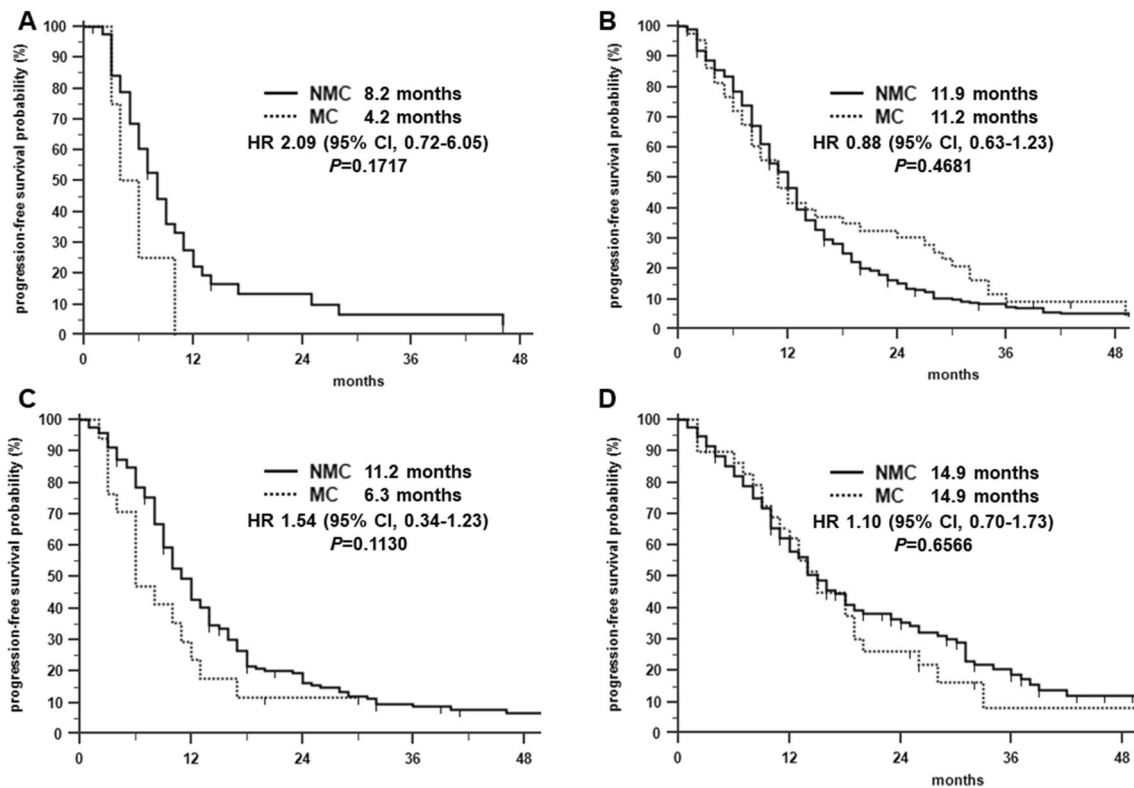 A
progression-free survival probability (%)
100
90
80
70
60
50
40
30
20
10
0
NMC 8.2 months
MC 4.2 months
HR 2.09 (95% CI, 0.72-6.05)
P=0.1717
0 12 24 36 48
months
B
progression-free survival probability (%)
100
90
80
70
60
50
40
30
20
10
0
NMC 11.9 months
MC 11.2 months
HR 0.88 (95% CI, 0.63-1.23)
P=0.4681
0 12 24 36 48
months
C
progression-free survival probability (%)
100
90
80
70
60
50
40
30
20
10
0
NMC 11.2 months
MC 6.3 months
HR 1.54 (95% CI, 0.34-1.23)
P=0.1130
0 12 24 36 48
D
progression-free survival probability (%)
100
90
80
70
60
50
40
30
20
10
0
NMC 14.9 months
MC 14.9 months
HR 1.10 (95% CI, 0.70-1.73)
P=0.6566
0 12 24 36 48
months